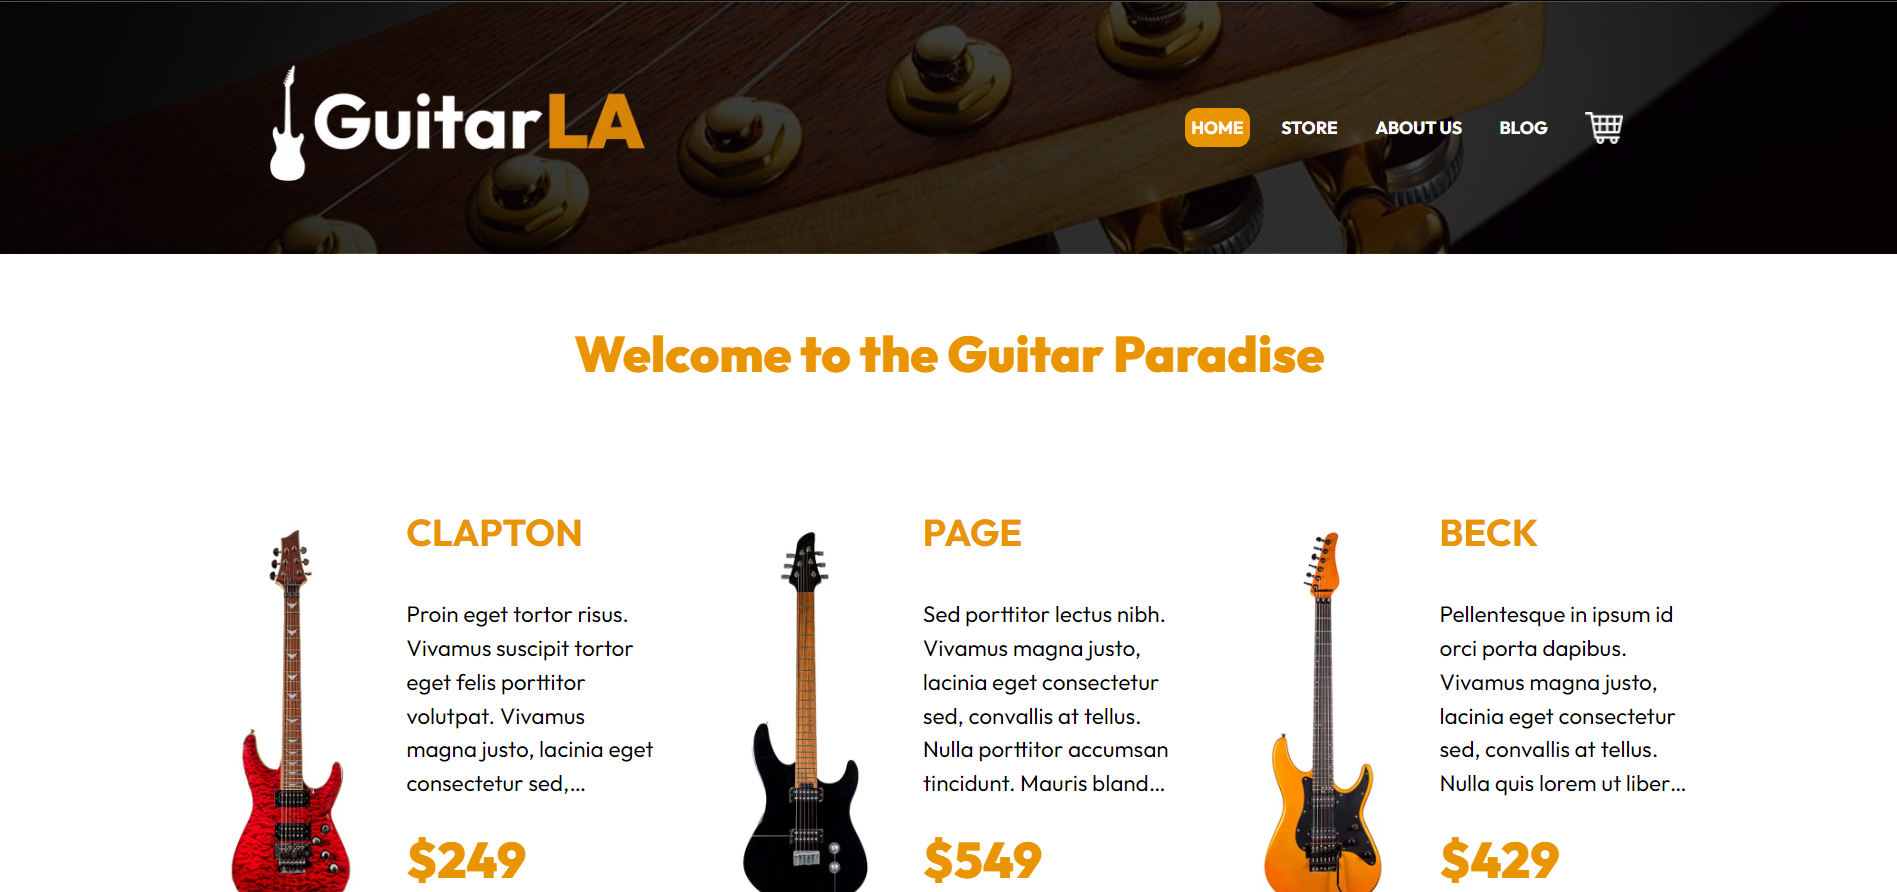 GuitarLA
HOME STORE ABOUT US BLOG
Welcome to the Guitar Paradise
CLAPTON
Proin eget tortor risus.
Vivamus suscipit tortor
eget felis porttitor
volutpat. Vivamus
magna justo, lacinia eget
consectetur sed,...
$249
PAGE
Sed porttitor lectus nibh.
Vivamus magna justo,
lacinia eget consectetur
sed, convallis at tellus.
Nulla porttitor accumsan
tincidunt. Mauris bland...
$549
BECK
Pellentesque in ipsum id
orci porta dapibus.
Vivamus magna justo,
lacinia eget consectetur
sed, convallis at tellus.
Nulla quis lorem ut liber...
$429